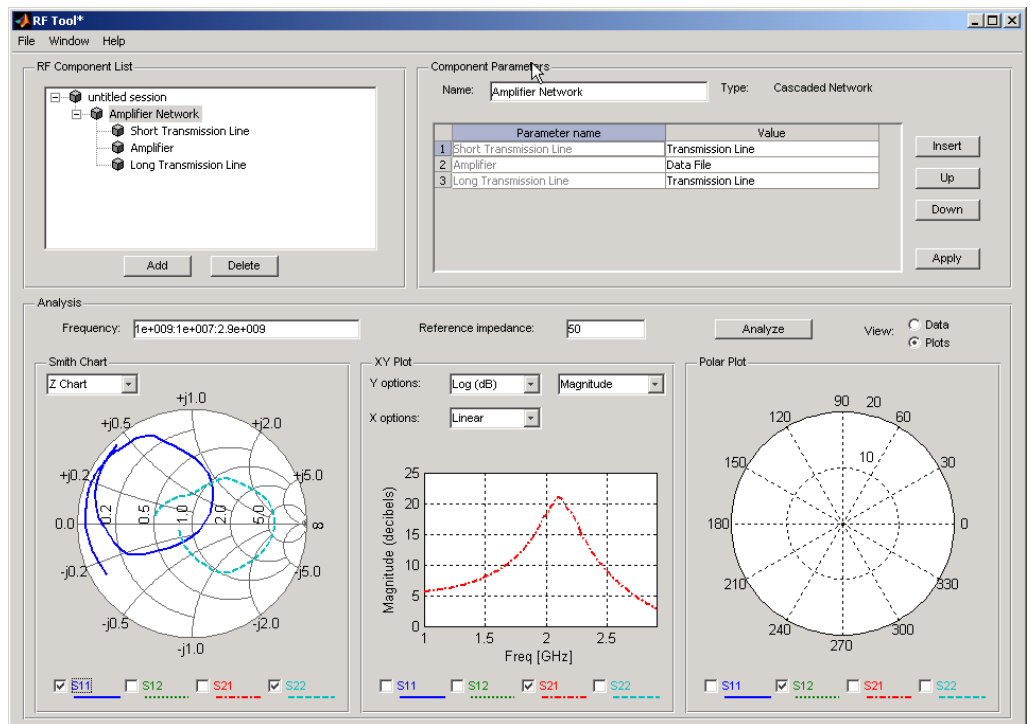 RF Tool*
File Window Help
RF Component List
untitled session
Amplifier Network
Short Transmission Line
Amplifier
Long Transmission Line
Add Delete
Component Parameters
Name: Amplifier Network Type: Cascaded Network
Parameter name Value
1 Short Transmission Line Transmission Line
2 Amplifier Data File
3 Long Transmission Line Transmission Line
Insert
Up
Down
Apply
Analysis
Frequency: 1e+009:1e+007:2.9e+009 Reference impedance: 50 Analyze View: Data
Plots
Smith Chart
Z Chart
+j1.0
+j0.5 +j2.0
+j0.2 +j5.0
0.0 0.2 0.5 1.0 2.0 5.0 ∞
-j0.2 -j5.0
-j0.5 -j2.0
-j1.0
S11 S12 S21 S22
XY Plot
Y options: Log (dB) Magnitude
X options: Linear
25
20
15
10
5
0
Magnitude (decibels)
1 1.5 2 2.5
Freq [GHz]
S11 S12 S21 S22
Polar Plot
90 20
120 60
10
150 30
180 0
210 330
240 300
270
S11 S12 S21 S22